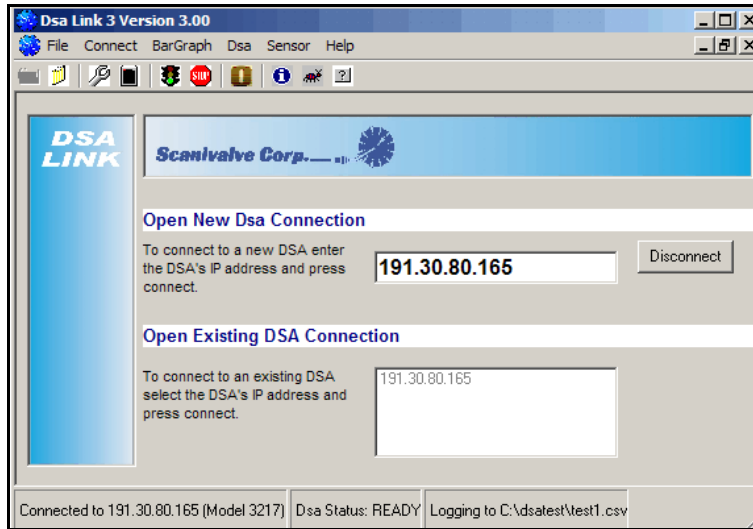 Dsa Link 3 Version 3.00
File Connect BarGraph Dsa Sensor Help
STOP
DSA
LINK
Scanivalve Corp.
Open New Dsa Connection
To connect to a new DSA enter
the DSA's IP address and press
connect.
191.30.80.165
Disconnect
Open Existing DSA Connection
To connect to an existing DSA
select the DSA's IP address and
press connect.
191.30.80.165
Connected to 191.30.80.165 (Model 3217) Dsa Status: READY Logging to C:\dsatest\test1.csv